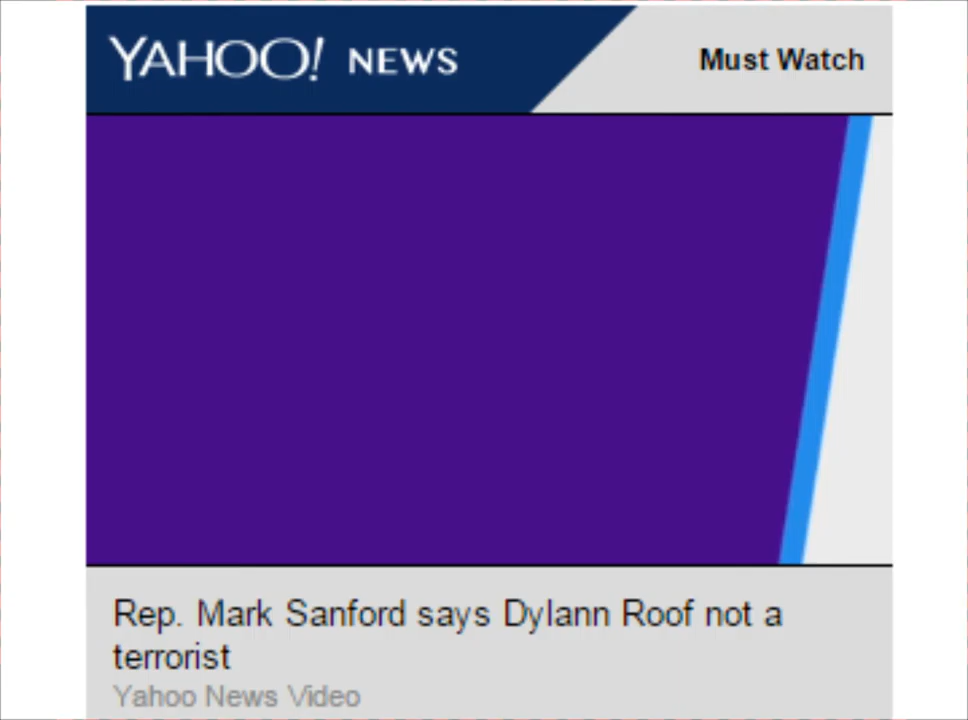 YAHOO! NEWS
Must Watch
Rep. Mark Sanford says Dylann Roof not a
terrorist
Yahoo News Video